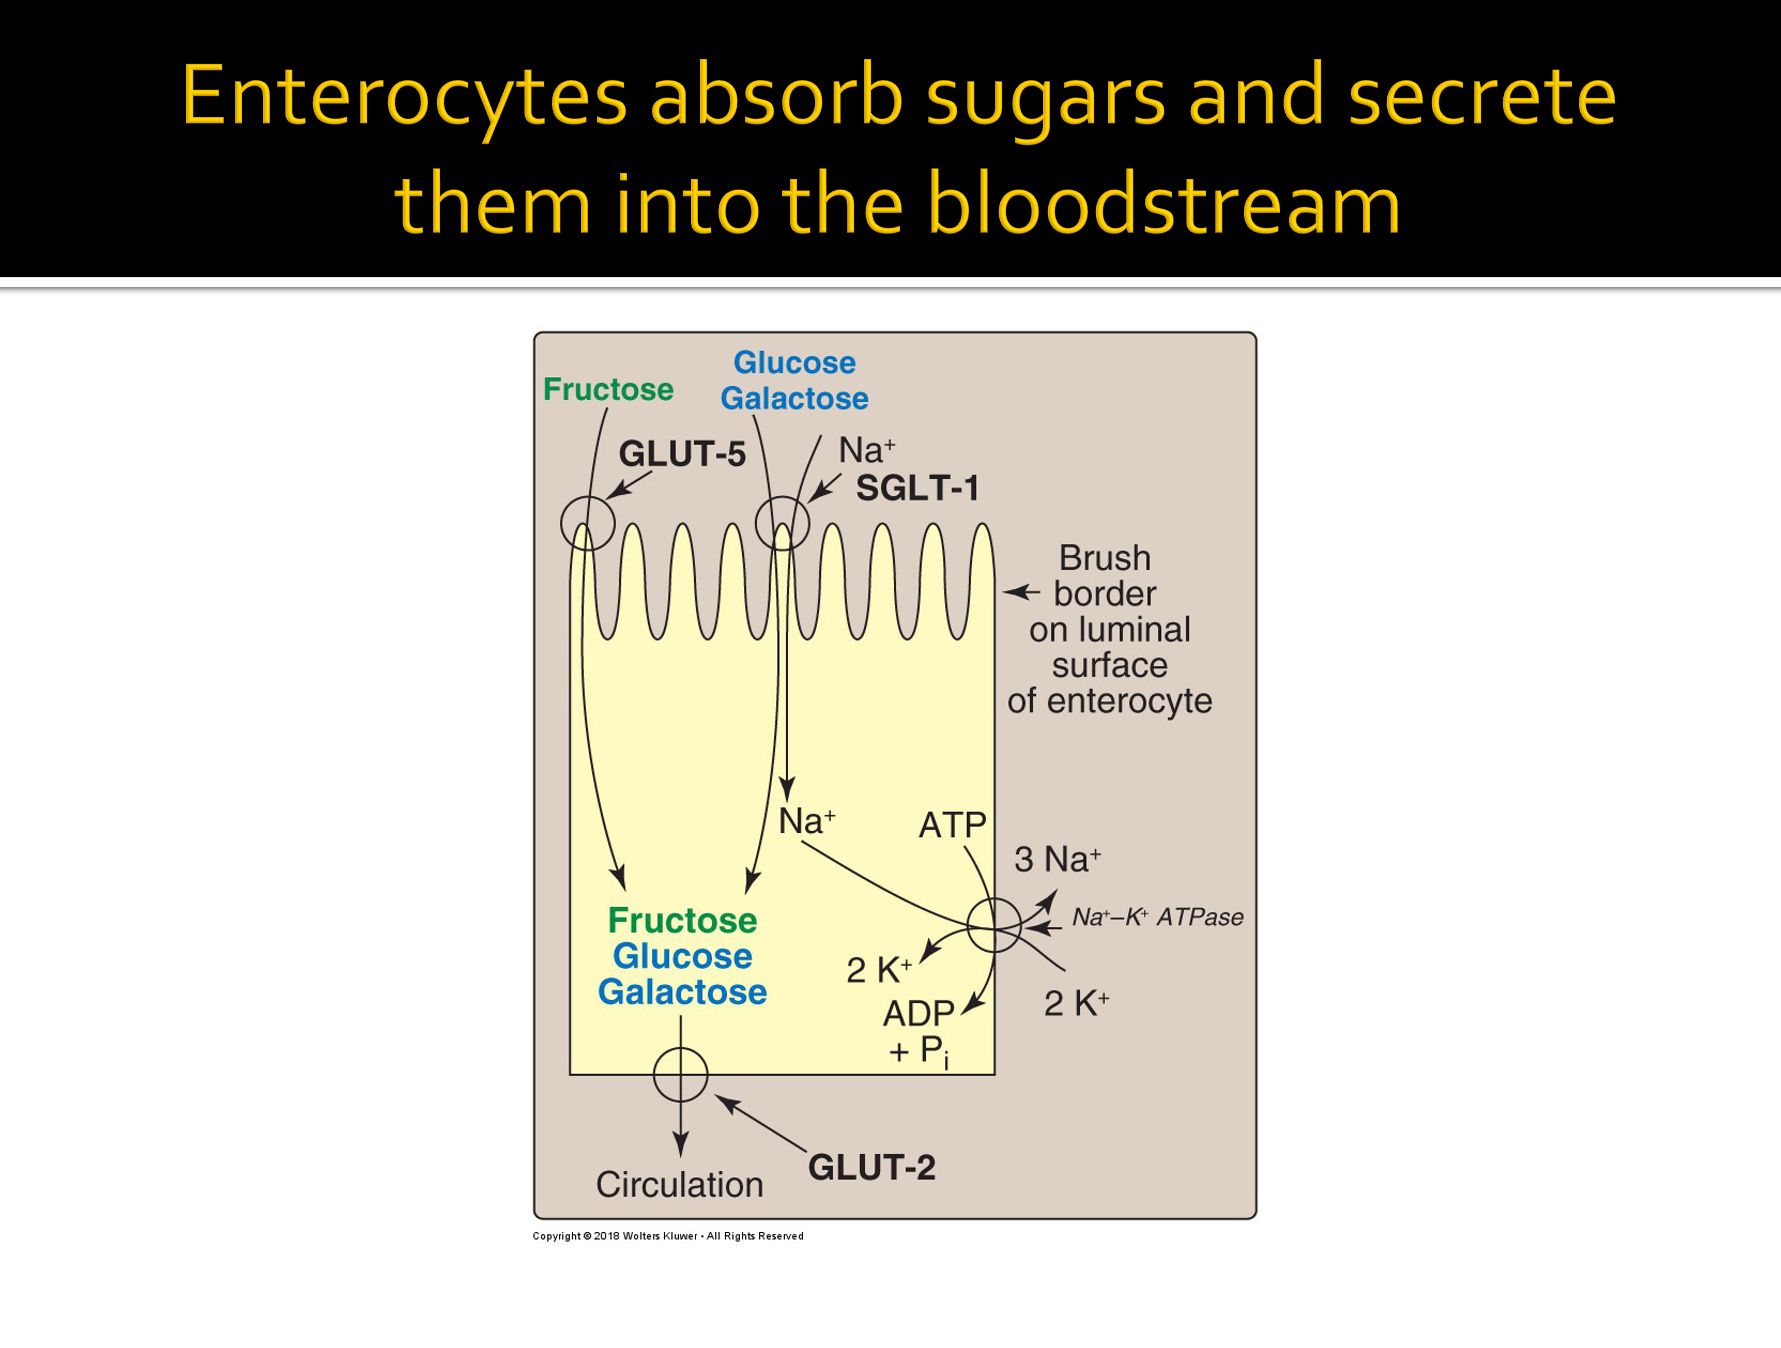 Enterocytes absorb sugars and secrete
them into the bloodstream
Glucose
Galactose
Fructose
GLUT-5
Na⁺
SGLT-1
Brush
border
on luminal
surface
of enterocyte
Na⁺
ATP
3 Na⁺
Na⁺–K⁺ ATPase
Fructose
Glucose
Galactose
2 K⁺
2 K⁺
ADP
+ Pᵢ
GLUT-2
Circulation
Copyright © 2018 Wolters Kluwer • All Rights Reserved